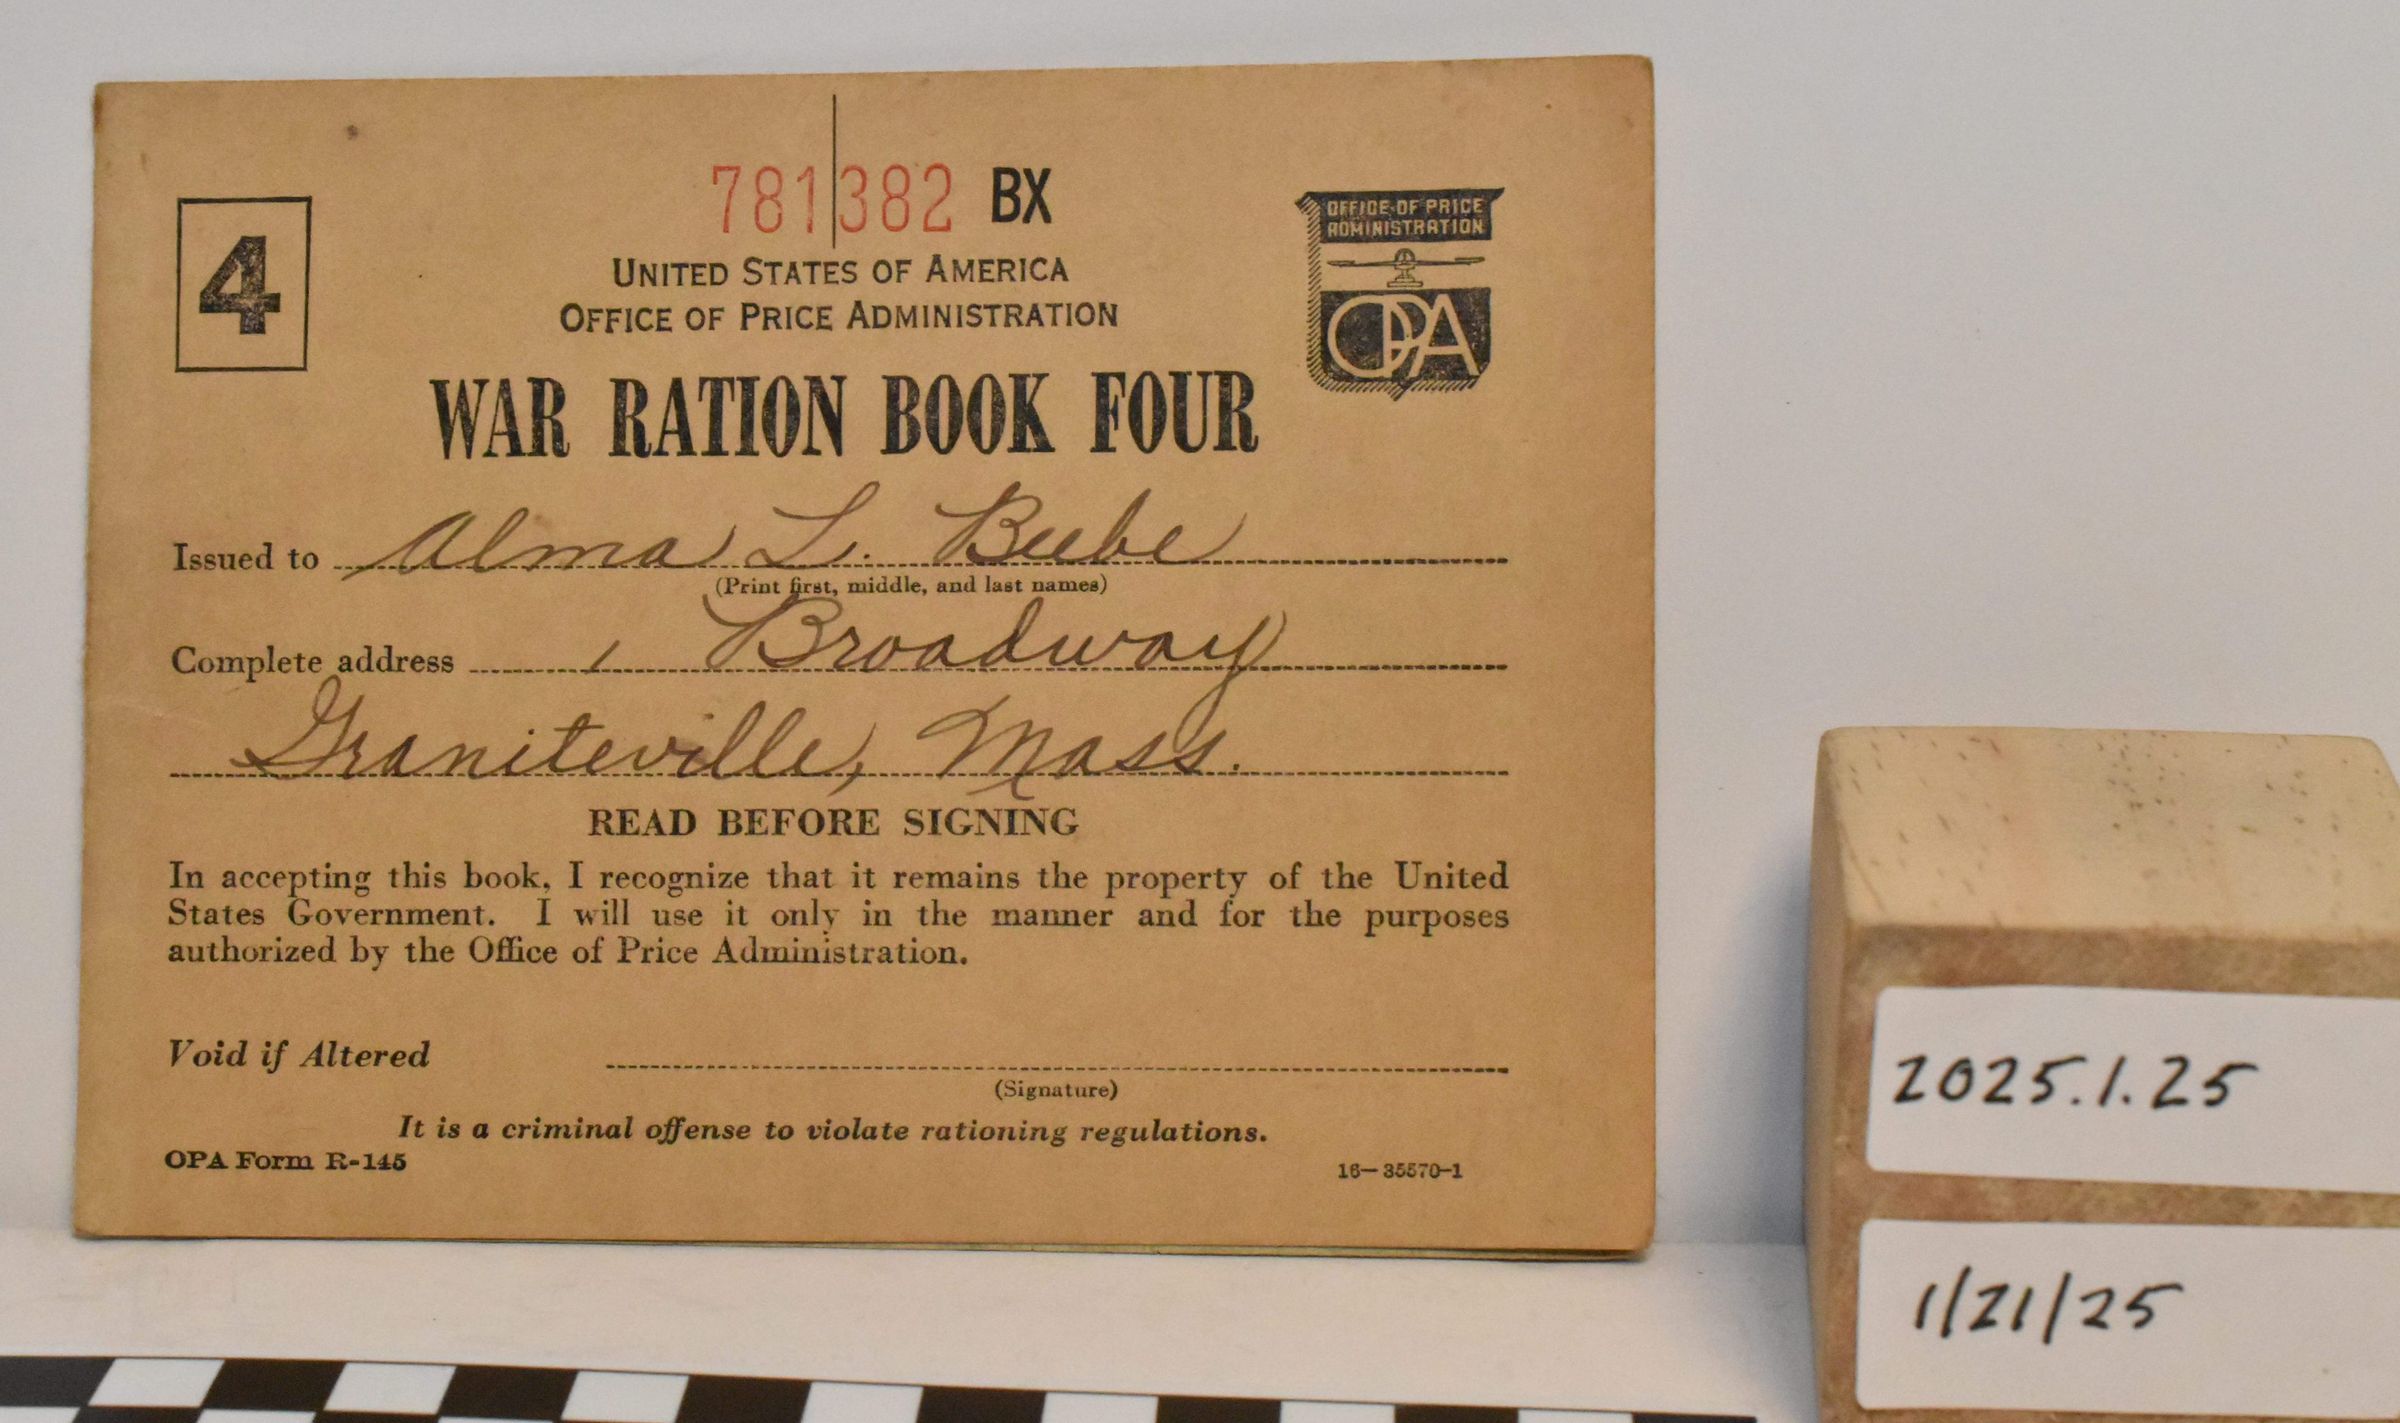 781382 BX
4
OFFICE OF PRICE
ADMINISTRATION
OPA
UNITED STATES OF AMERICA
OFFICE OF PRICE ADMINISTRATION
WAR RATION BOOK FOUR
Issued to Alma L. Beebe
(Print first, middle, and last names)
Complete address 1 Broadway
Graniteville, Mass.
READ BEFORE SIGNING
In accepting this book, I recognize that it remains the property of the United
States Government. I will use it only in the manner and for the purposes
authorized by the Office of Price Administration.
Void if Altered
(Signature)
It is a criminal offense to violate rationing regulations.
OPA Form R-145
16—35570-1
2025.1.25
1/21/25